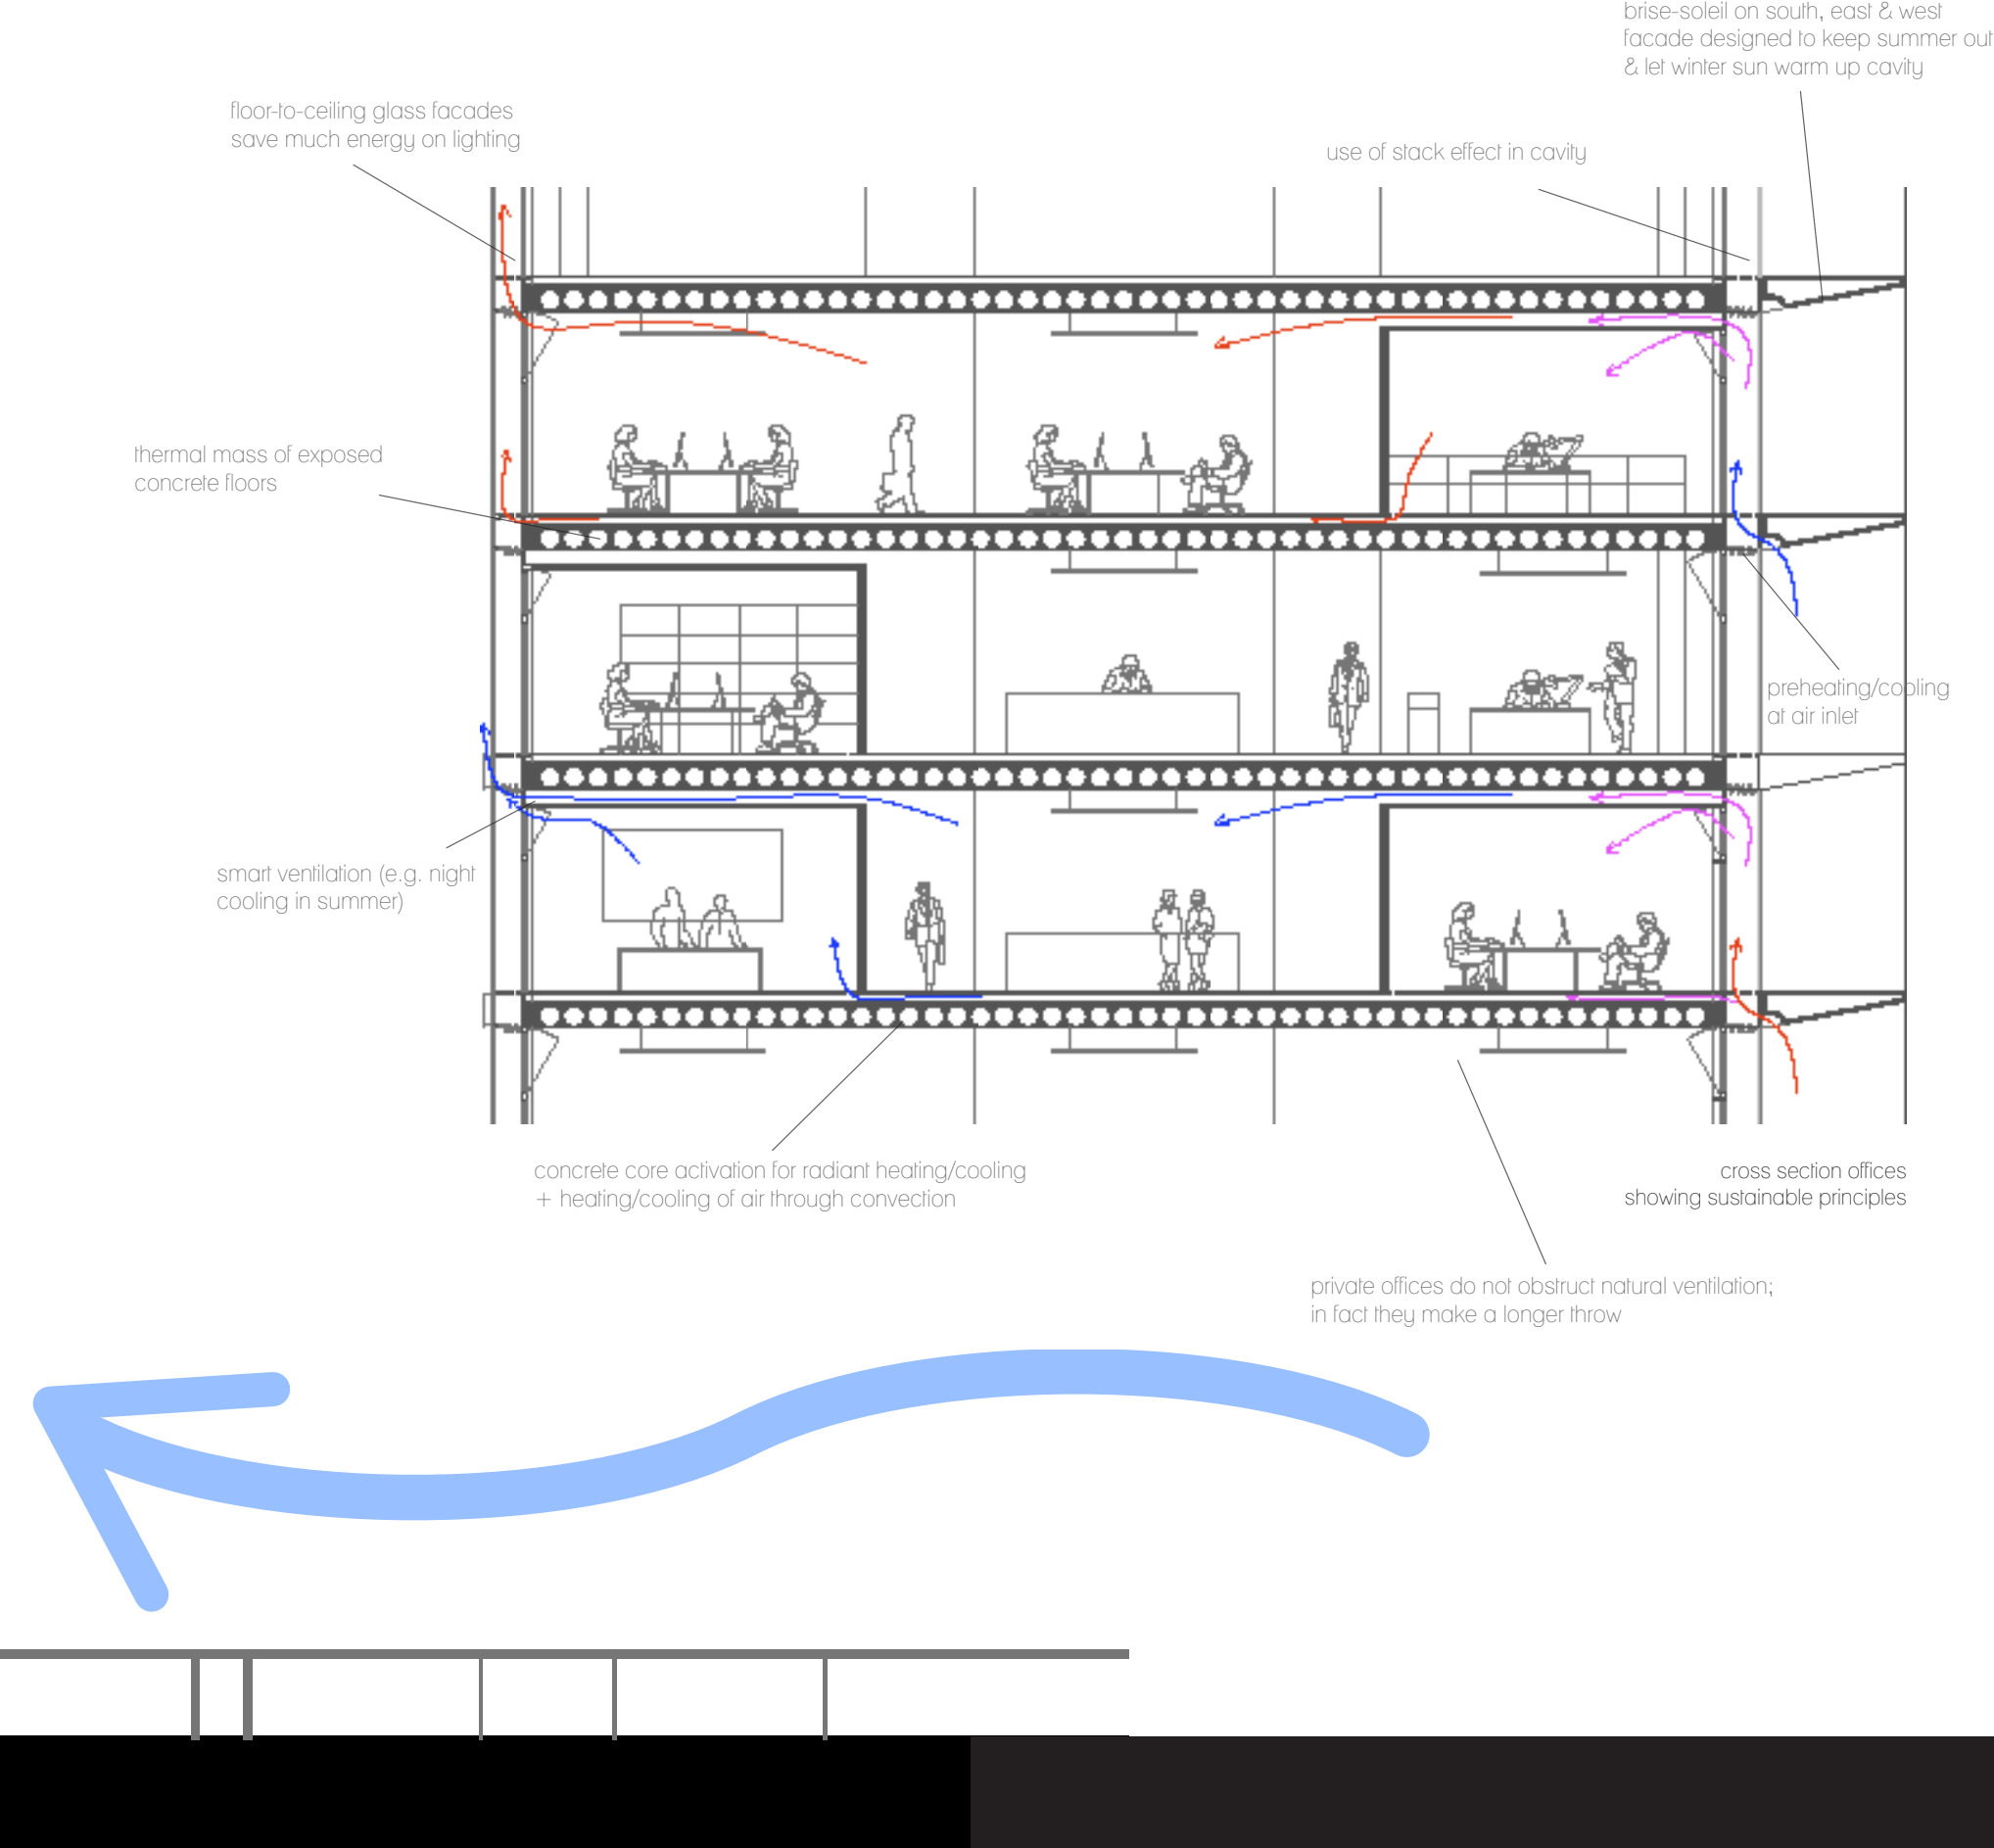 brise-soleil on south, east & west
facade designed to keep summer out
& let winter sun warm up cavity
floor-to-ceiling glass facades
save much energy on lighting
use of stack effect in cavity
thermal mass of exposed
concrete floors
preheating/cooling
at air inlet
smart ventilation (e.g. night
cooling in summer)
concrete core activation for radiant heating/cooling
+ heating/cooling of air through convection
cross section offices
showing sustainable principles
private offices do not obstruct natural ventilation;
in fact they make a longer throw